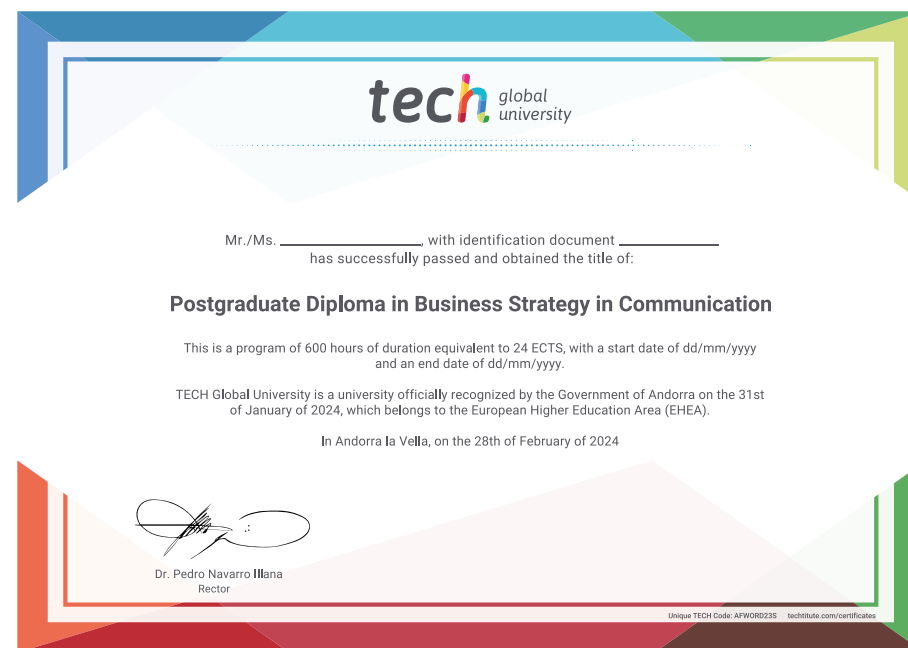 tech global
university
Mr./Ms. ____________________, with identification document ______________
has successfully passed and obtained the title of:
Postgraduate Diploma in Business Strategy in Communication
This is a program of 600 hours of duration equivalent to 24 ECTS, with a start date of dd/mm/yyyy
and an end date of dd/mm/yyyy.
TECH Global University is a university officially recognized by the Government of Andorra on the 31st
of January of 2024, which belongs to the European Higher Education Area (EHEA).
In Andorra la Vella, on the 28th of February of 2024
Dr. Pedro Navarro Illana
Rector
Unique TECH Code: AFWORD23S techtitute.com/certificates